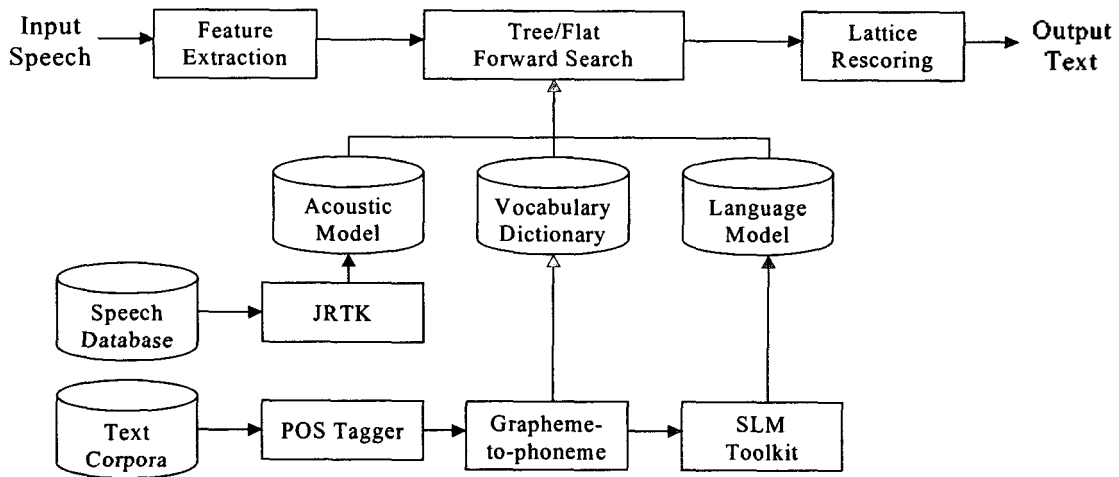 Input
Speech
Feature
Extraction
Tree/Flat
Forward Search
Lattice
Rescoring
Output
Text
Acoustic
Model
Vocabulary
Dictionary
Language
Model
Speech
Database
JRTK
Text
Corpora
POS Tagger
Grapheme-
to-phoneme
SLM
Toolkit